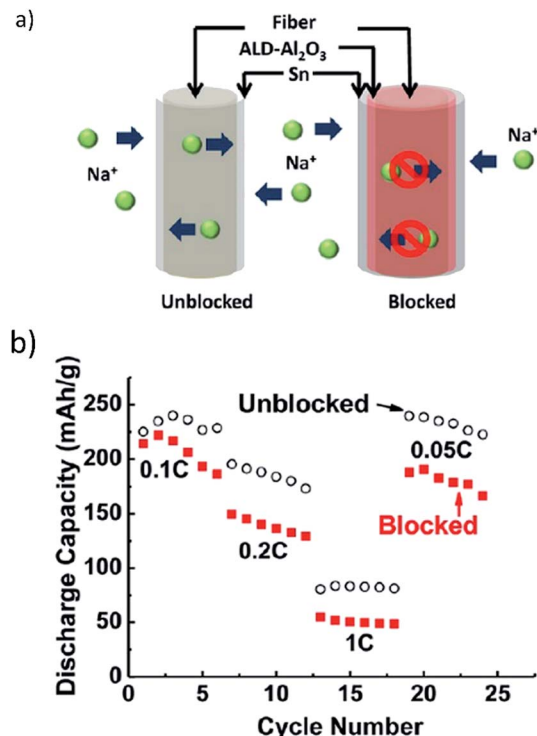 a)
Fiber
ALD-Al₂O₃
Sn
Na⁺
Na⁺
Na⁺
Unblocked
Blocked
b)
Discharge Capacity (mAh/g)
250
200
150
100
50
0
Unblocked
0.05C
0.1C
Blocked
0.2C
1C
0 5 10 15 20 25
Cycle Number